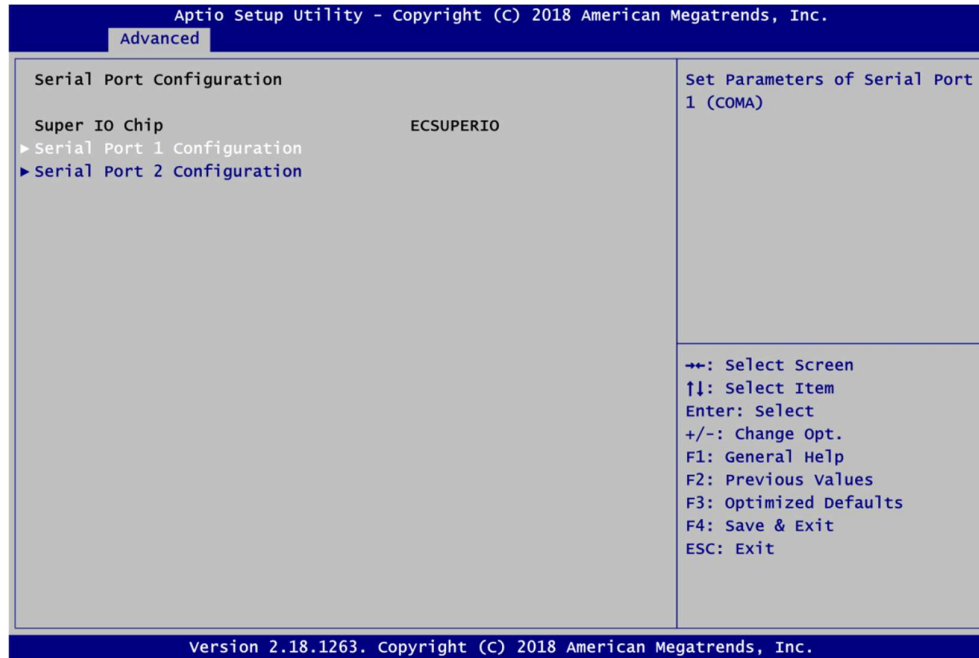 Aptio Setup Utility – Copyright (C) 2018 American Megatrends, Inc.
Advanced
Serial Port Configuration
Super IO Chip ECSUPERIO
►Serial Port 1 Configuration
►Serial Port 2 Configuration
Set Parameters of Serial Port
1 (COMA)
→←: Select Screen
↑↓: Select Item
Enter: Select
+/-: Change Opt.
F1: General Help
F2: Previous Values
F3: Optimized Defaults
F4: Save & Exit
ESC: Exit
Version 2.18.1263. Copyright (C) 2018 American Megatrends, Inc.